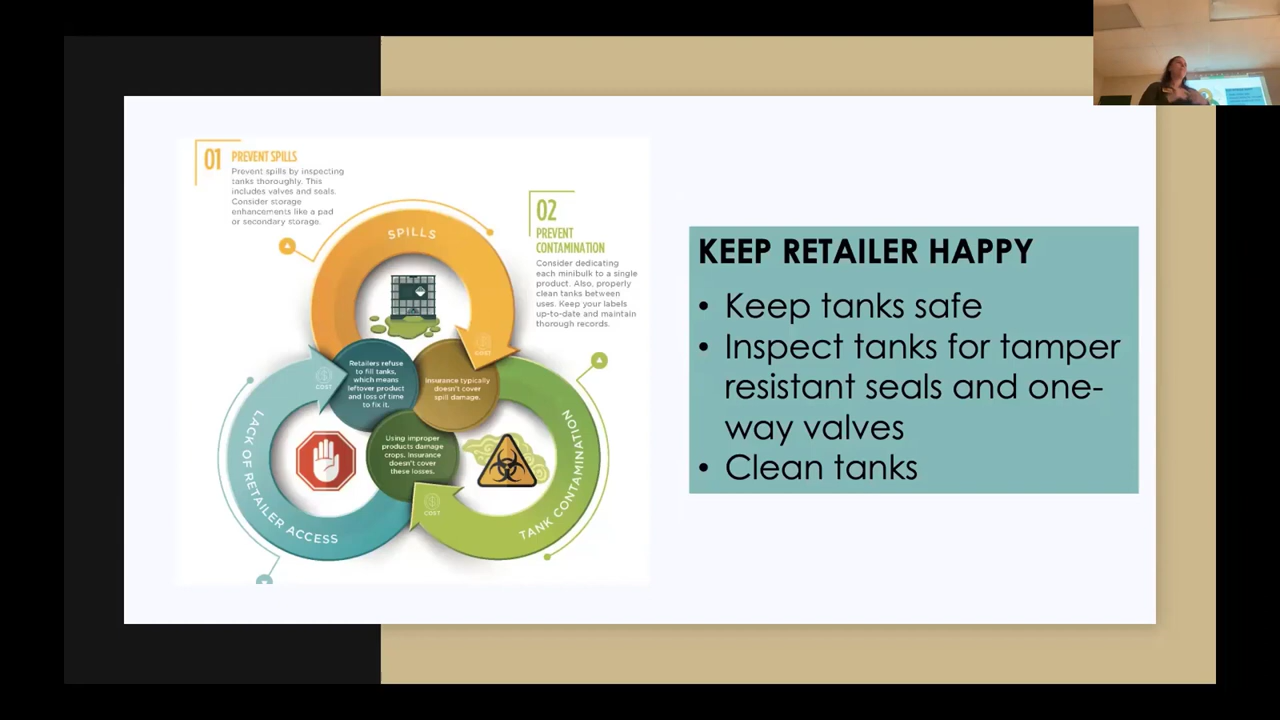 01 PREVENT SPILLS
Prevent spills by inspecting
tanks thoroughly. This
includes valves and seals.
Consider storage
enhancements like a pad
or secondary storage.
02
PREVENT
CONTAMINATION
Consider dedicating
each minibulk to a single
product. Also, properly
clean tanks between
uses. Keep your labels
up-to-date and maintain
thorough records.
SPILLS
COST
Insurance typically
doesn't cover
spill damage.
COST
Retailers refuse
to fill tanks,
which means
leftover product
and loss of time
to fix it.
Using improper
products damage
crops. Insurance
doesn't cover
these losses.
COST
LACK OF RETAILER ACCESS
TANK CONTAMINATION
KEEP RETAILER HAPPY
• Keep tanks safe
• Inspect tanks for tamper
resistant seals and one-
way valves
• Clean tanks